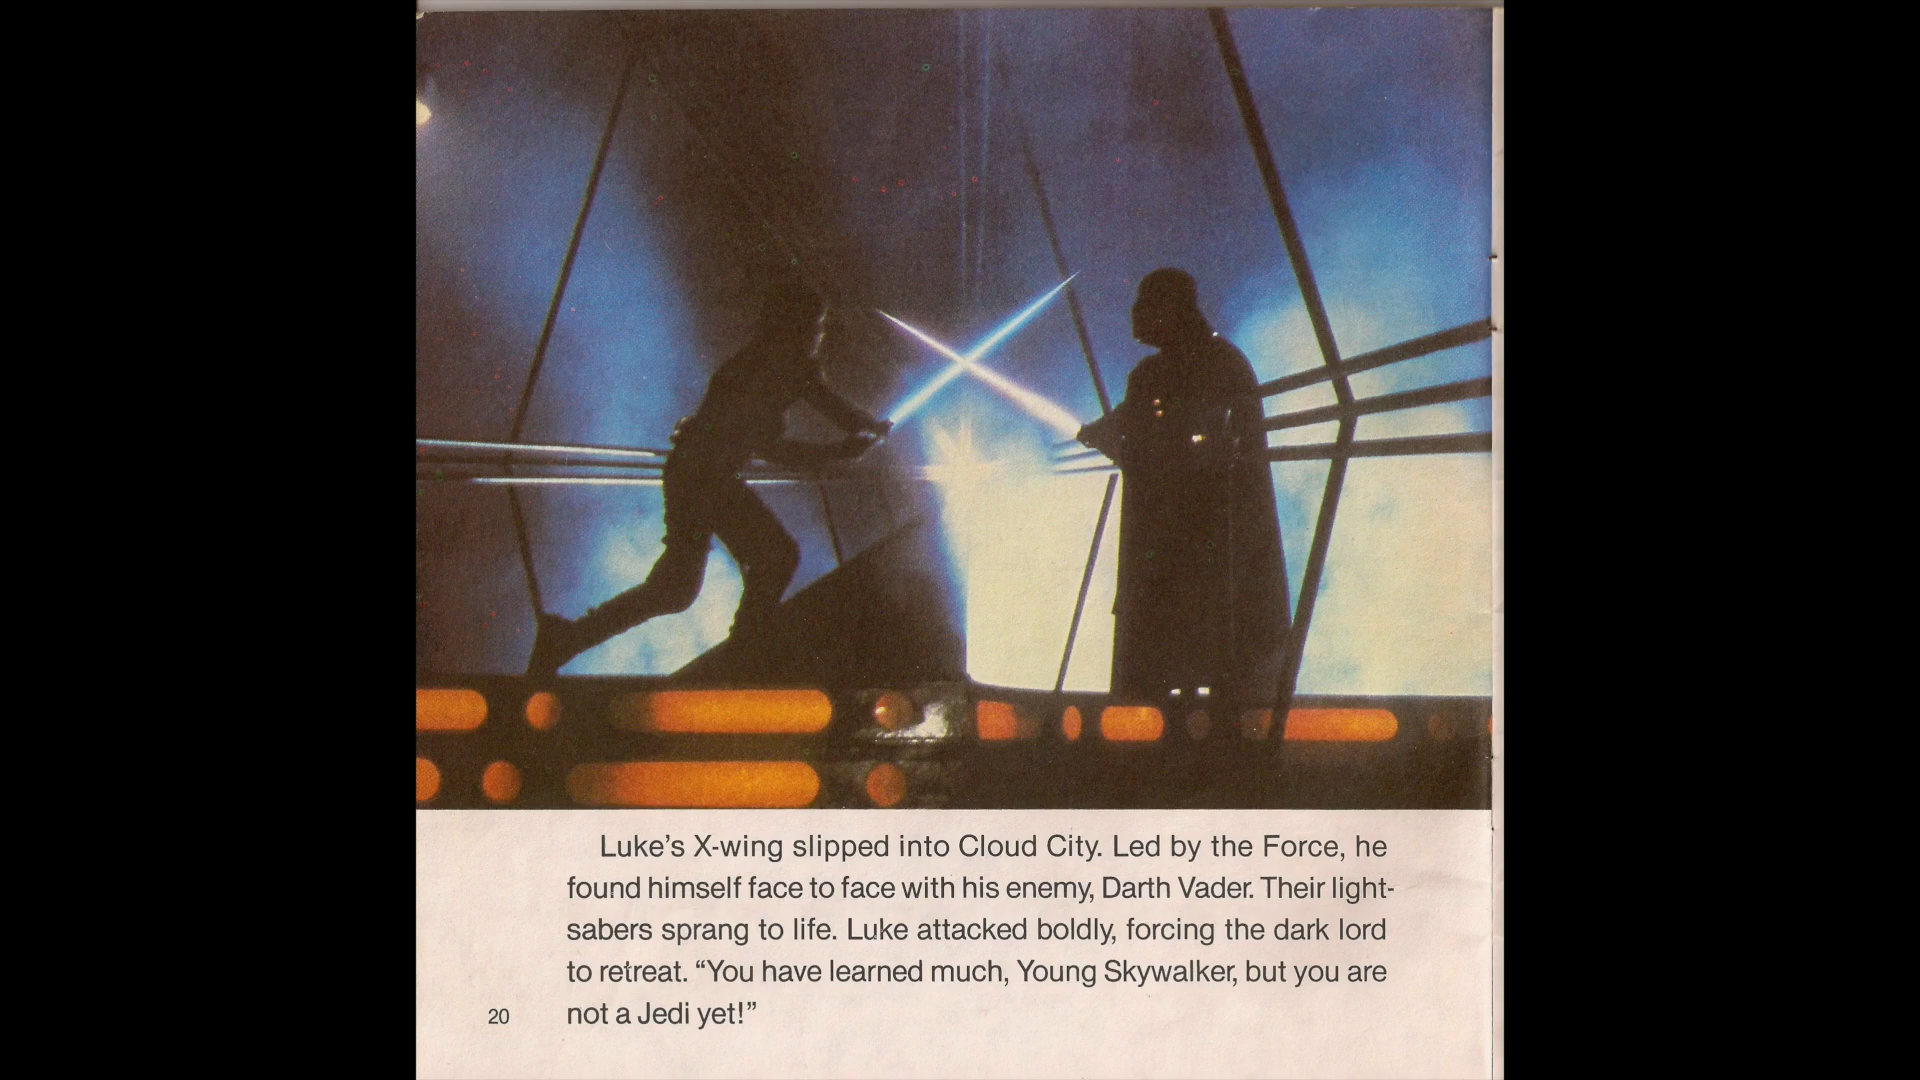 Luke’s X-wing slipped into Cloud City. Led by the Force, he
found himself face to face with his enemy, Darth Vader. Their light-
sabers sprang to life. Luke attacked boldly, forcing the dark lord
to retreat. “You have learned much, Young Skywalker, but you are
not a Jedi yet!”
20